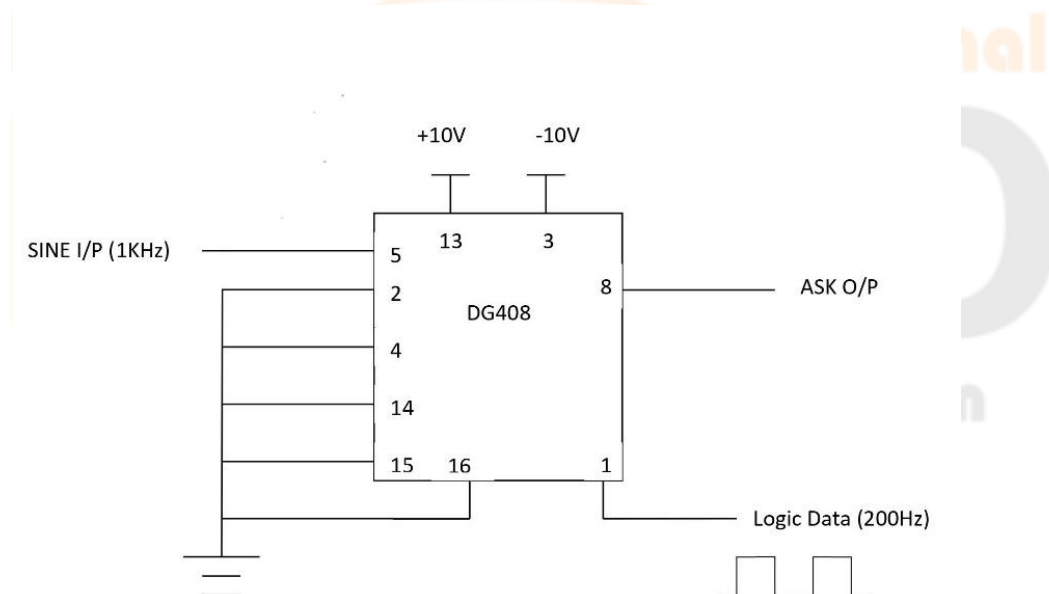 +10V -10V
SINE I/P (1KHz)
13 3
5
2
8
ASK O/P
DG408
4
14
15 16 1
Logic Data (200Hz)